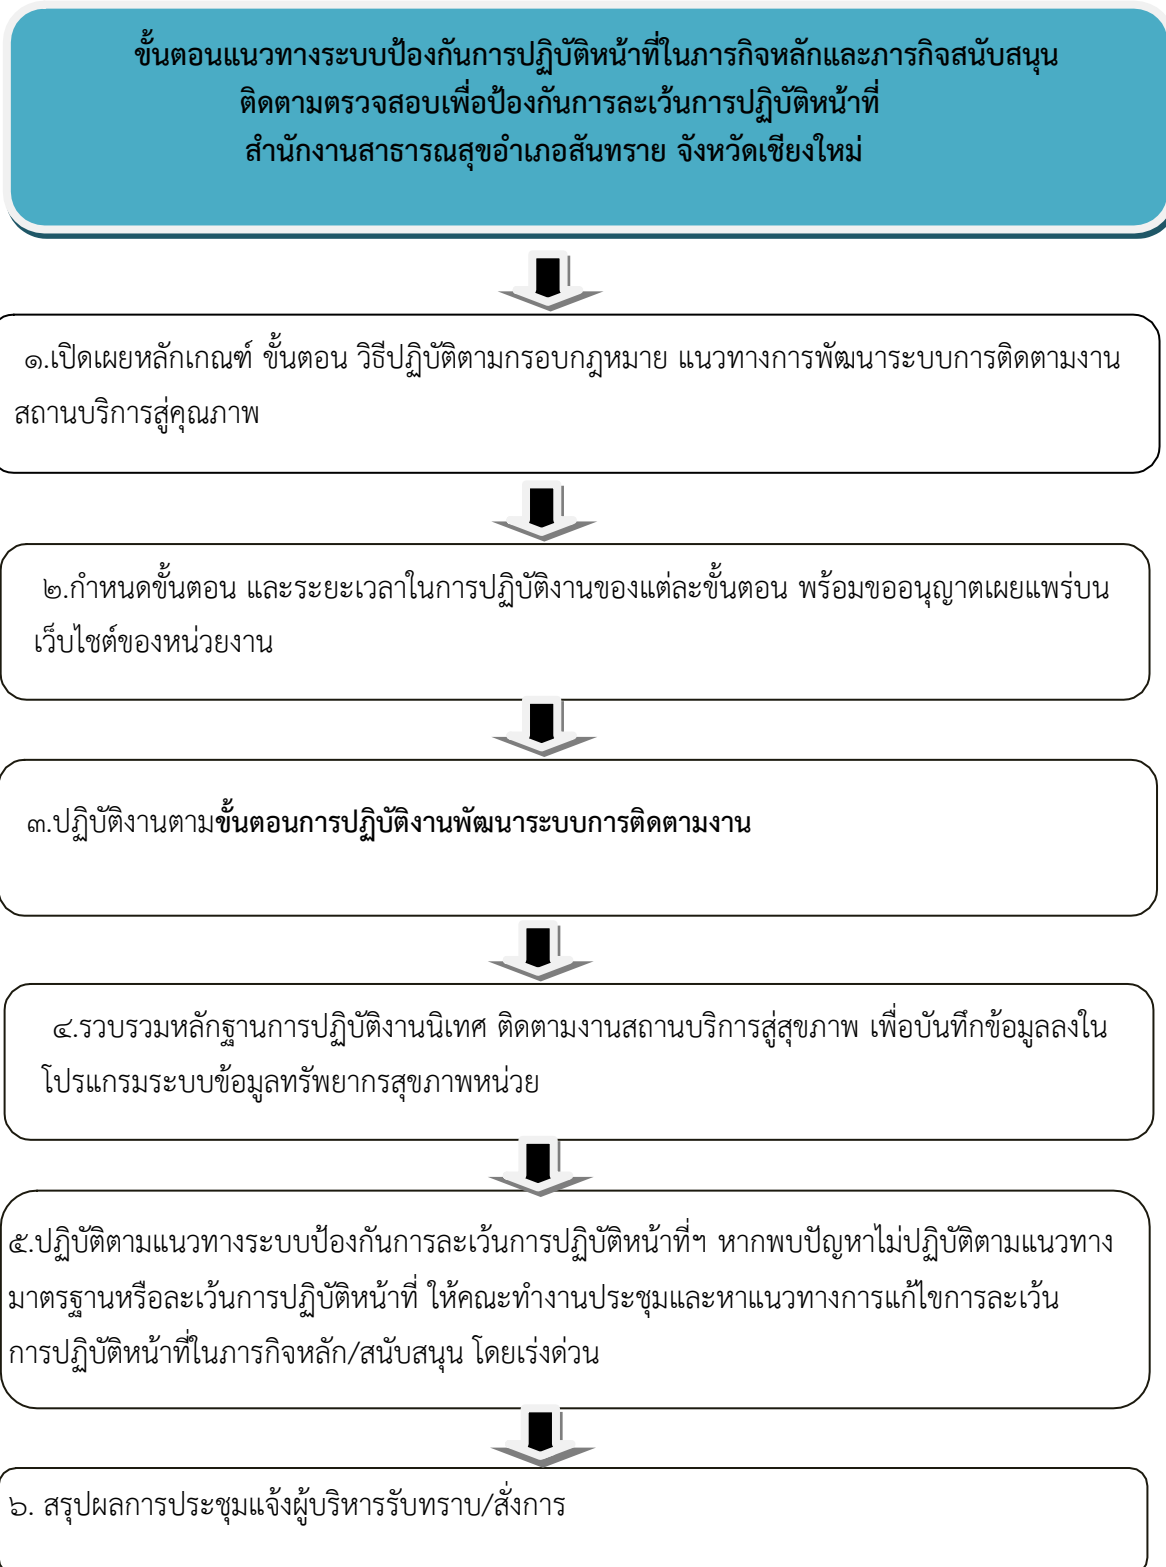 ขั้นตอนแนวทางระบบป้องกันการปฏิบัติหน้าที่ในภารกิจหลักและภารกิจสนับสนุน
ติดตามตรวจสอบเพื่อป้องกันการละเว้นการปฏิบัติหน้าที่
สำนักงานสาธารณสุขอำเภอสันทราย จังหวัดเชียงใหม่
๑.เปิดเผยหลักเกณฑ์ ขั้นตอน วิธีปฏิบัติตามกรอบกฎหมาย แนวทางการพัฒนาระบบการติดตามงาน
สถานบริการสู่คุณภาพ
๒.กำหนดขั้นตอน และระยะเวลาในการปฏิบัติงานของแต่ละขั้นตอน พร้อมขออนุญาตเผยแพร่บน
เว็บไซต์ของหน่วยงาน
๓.ปฏิบัติงานตามขั้นตอนการปฏิบัติงานพัฒนาระบบการติดตามงาน
๔.รวบรวมหลักฐานการปฏิบัติงานนิเทศ ติดตามงานสถานบริการสู่สุขภาพ เพื่อบันทึกข้อมูลลงใน
โปรแกรมระบบข้อมูลทรัพยากรสุขภาพหน่วย
๕.ปฏิบัติตามแนวทางระบบป้องกันการละเว้นการปฏิบัติหน้าที่ฯ หากพบปัญหาไม่ปฏิบัติตามแนวทาง
มาตรฐานหรือละเว้นการปฏิบัติหน้าที่ ให้คณะทำงานประชุมและหาแนวทางการแก้ไขการละเว้น
การปฏิบัติหน้าที่ในภารกิจหลัก/สนับสนุน โดยเร่งด่วน
๖. สรุปผลการประชุมแจ้งผู้บริหารรับทราบ/สั่งการ